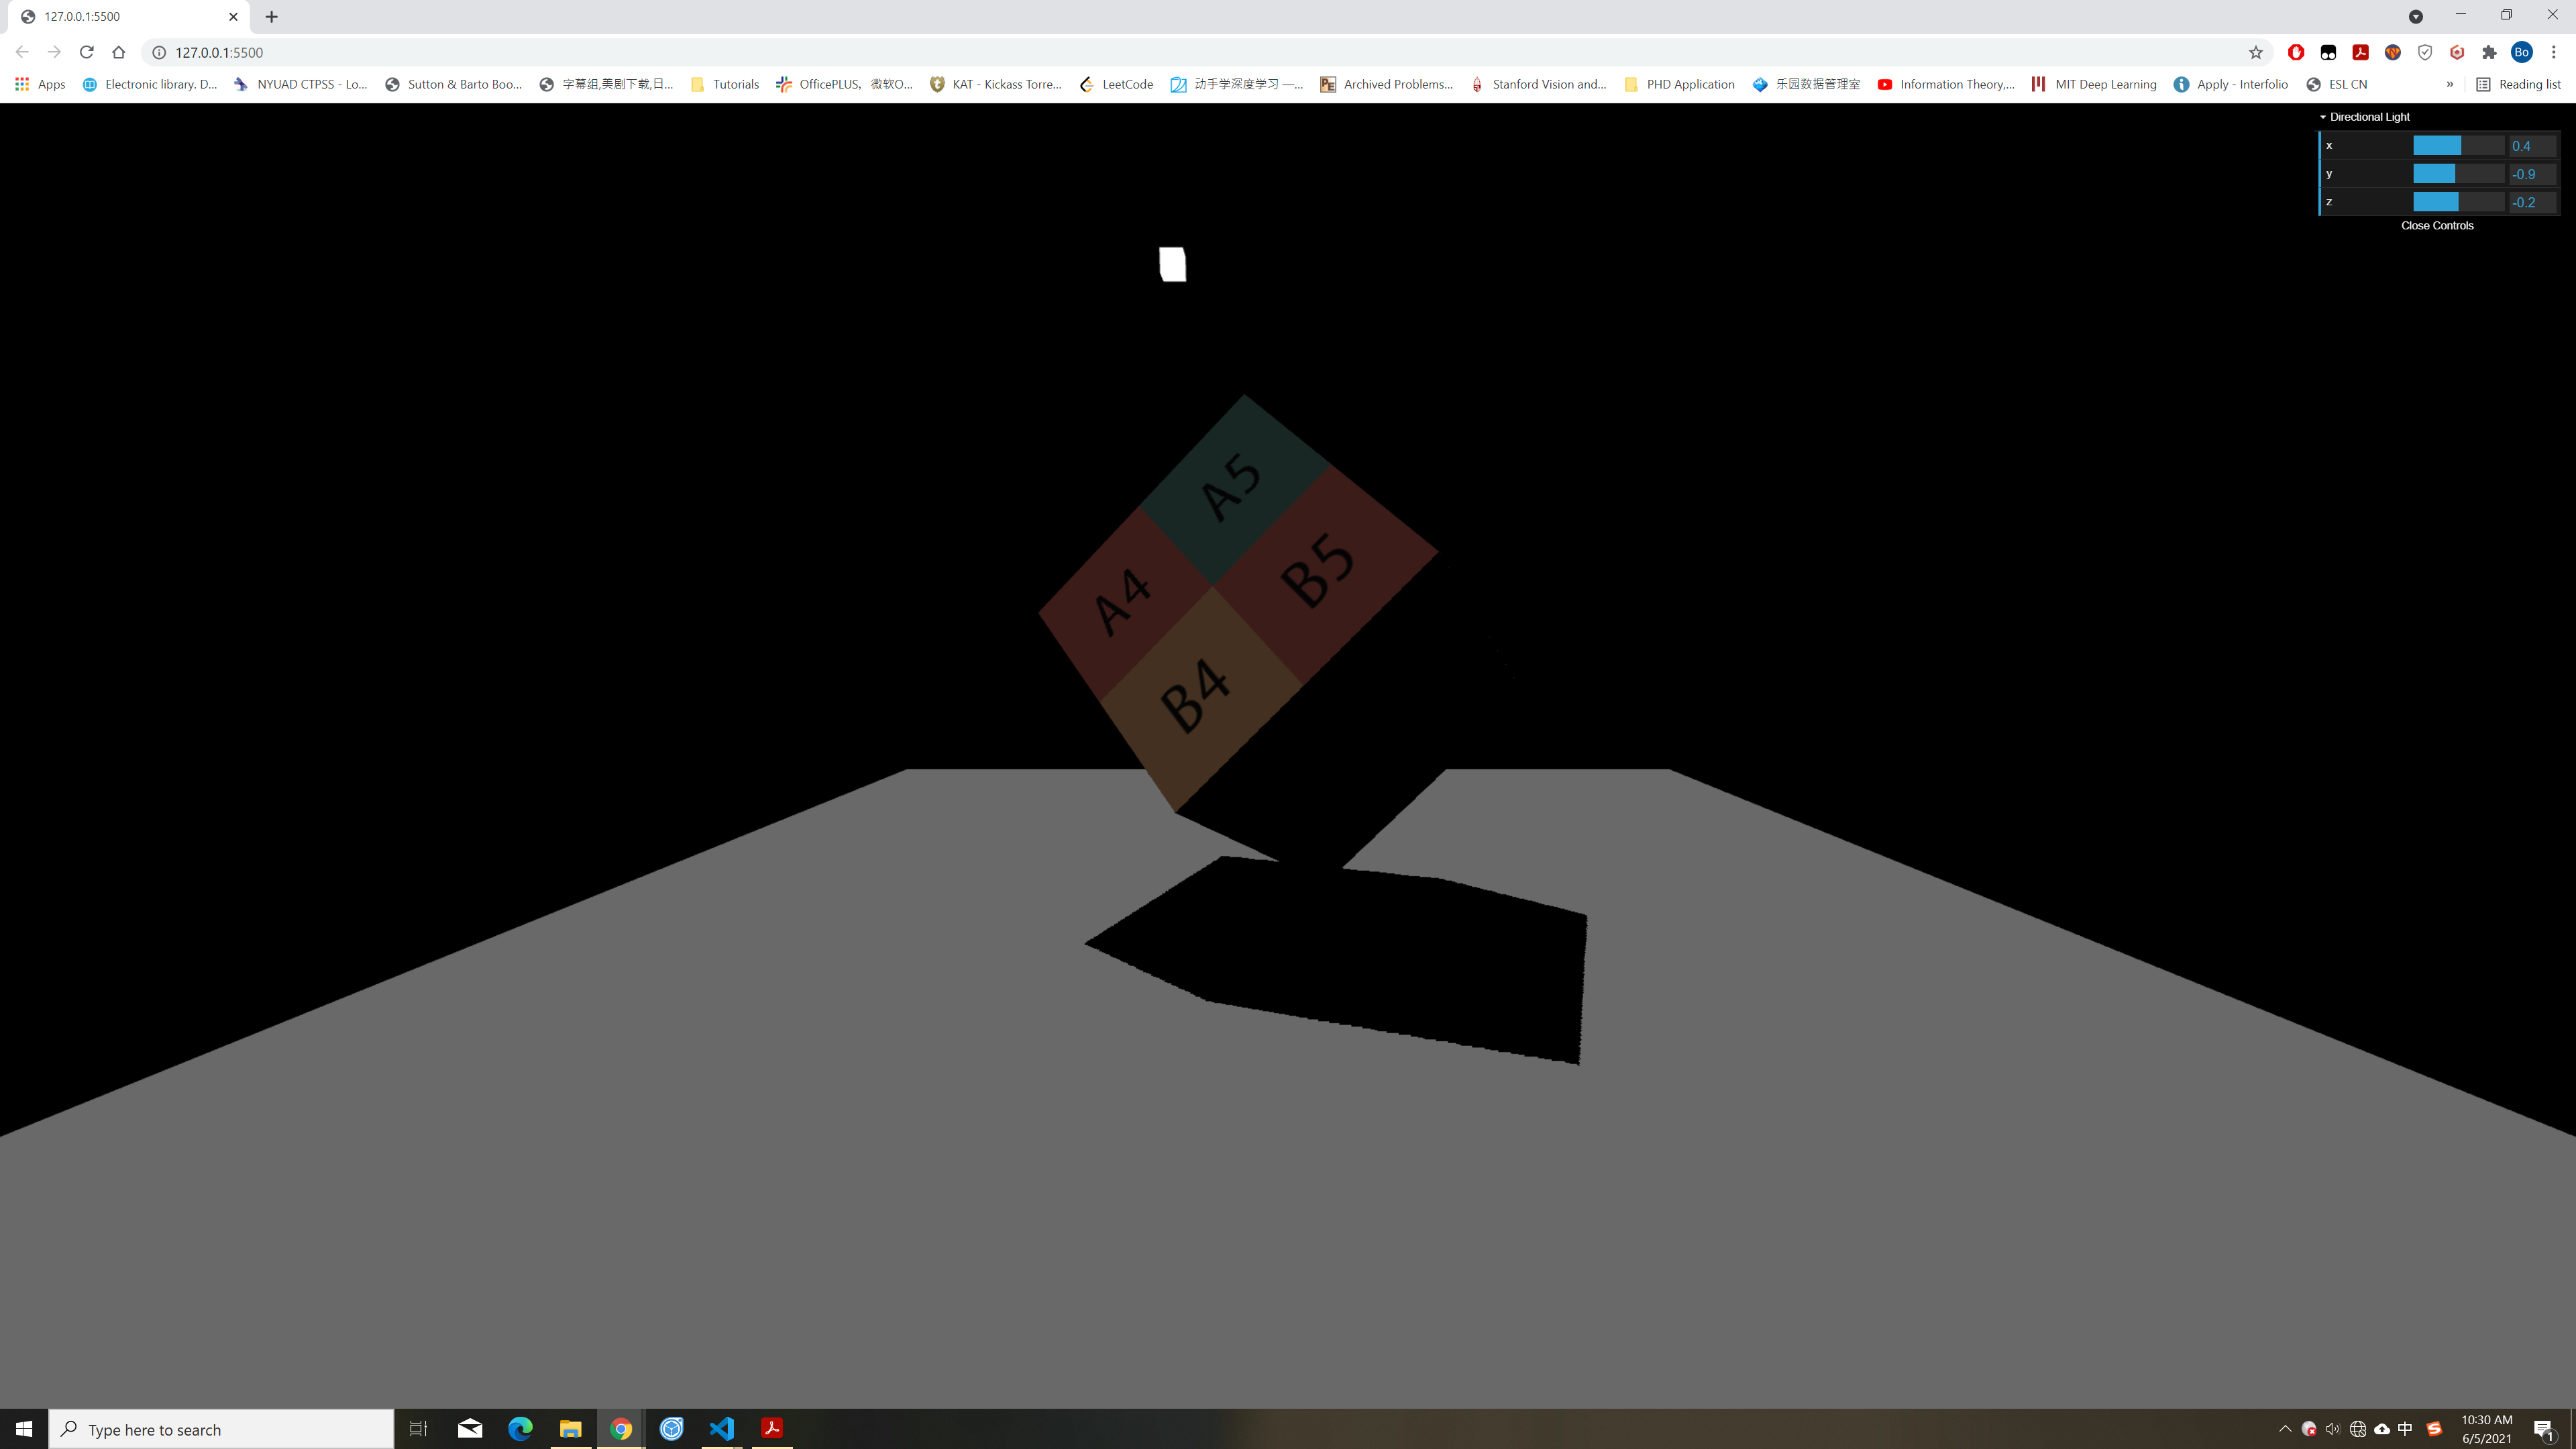 127.0.0.1:5500
127.0.0.1:5500
Bo
Apps
Electronic library. D...
NYUAD CTPSS - Lo...
Sutton & Barto Boo...
字幕组,美剧下载,日...
Tutorials
OfficePLUS，微软O...
KAT - Kickass Torre...
LeetCode
动手学深度学习 —...
Archived Problems...
Stanford Vision and...
PHD Application
乐园数据管理室
Information Theory,...
MIT Deep Learning
Apply - Interfolio
ESL CN
»
Reading list
Directional Light
x 0.4
y -0.9
z -0.2
Close Controls
A5
A4
B5
B4
Type here to search
中
10:30 AM
6/5/2021
1